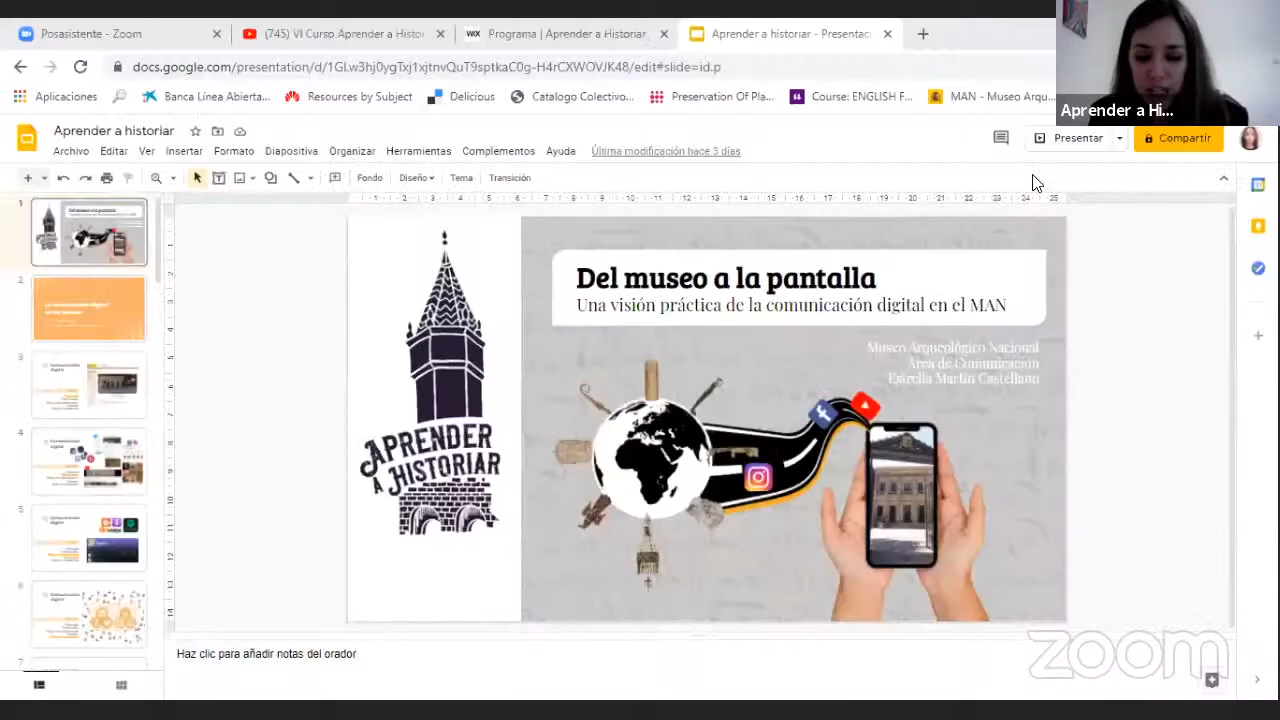 Posasistente - Zoom
(745) VI Curso Aprender a Histo
WiX Programa | Aprender a Historiar
Aprender a historiar - Presentac
docs.google.com/presentation/d/1GLw3hj0ygTxj1xjtnvQuT9sptkaC0g-H4rCXWOVJK48/edit#slide=id.p
Aplicaciones
Banca Línea Abierta...
Resources by Subject
Delicious
Catalogo Colectivo...
Preservation Of Pla...
Course: ENGLISH F...
MAN - Museo Arqu...
Aprender a Hi...
Aprender a historiar
Presentar
Compartir
Archivo Editar Ver Insertar Formato Diapositiva Organizar Herramientas Complementos Ayuda Última modificación hace 3 días
Fondo Diseño Tema Transición
Del museo a la pantalla
Una visión práctica de la comunicación digital en el MAN
Museo Arqueológico Nacional
Área de Comunicación
Estrella Martín Castellano
APRENDER
A HISTORIAR
Haz clic para añadir notas del orador
zoom